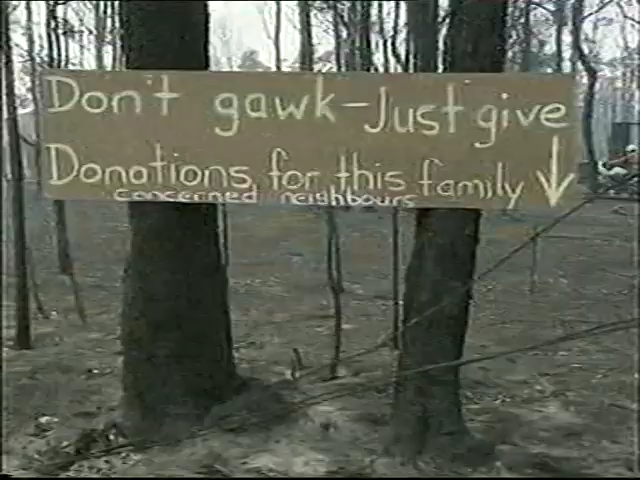 Don't gawk - Just give
Donations for this family
concerned neighbours